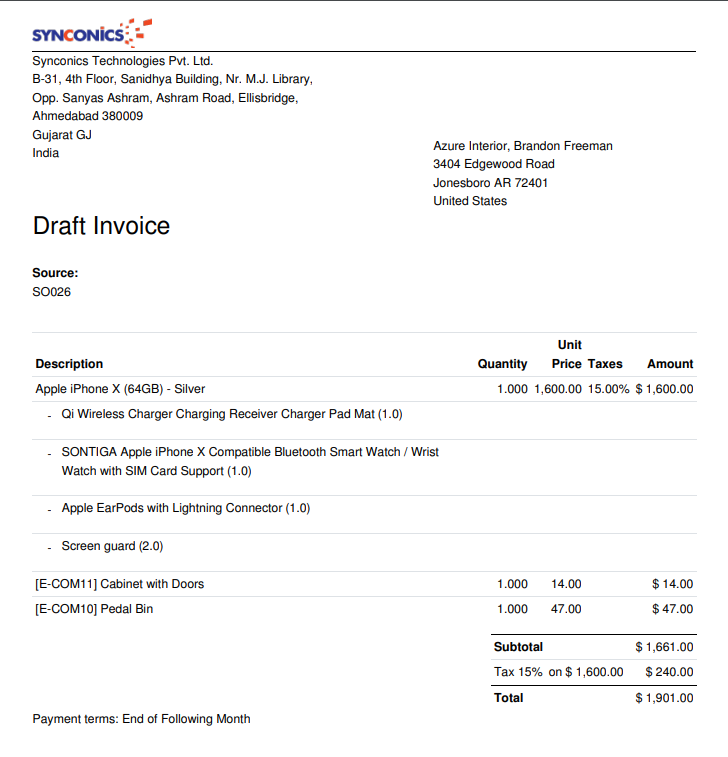 SYNCONICS
Synconics Technologies Pvt. Ltd.
B-31, 4th Floor, Sanidhya Building, Nr. M.J. Library,
Opp. Sanyas Ashram, Ashram Road, Ellisbridge,
Ahmedabad 380009
Gujarat GJ
India
Azure Interior, Brandon Freeman
3404 Edgewood Road
Jonesboro AR 72401
United States
Draft Invoice
Source:
SO026
Unit
Description Quantity Price Taxes Amount
Apple iPhone X (64GB) - Silver 1.000 1,600.00 15.00% $ 1,600.00
- Qi Wireless Charger Charging Receiver Charger Pad Mat (1.0)
- SONTIGA Apple iPhone X Compatible Bluetooth Smart Watch / Wrist
Watch with SIM Card Support (1.0)
- Apple EarPods with Lightning Connector (1.0)
- Screen guard (2.0)
[E-COM11] Cabinet with Doors 1.000 14.00 $ 14.00
[E-COM10] Pedal Bin 1.000 47.00 $ 47.00
Subtotal $ 1,661.00
Tax 15% on $ 1,600.00 $ 240.00
Total $ 1,901.00
Payment terms: End of Following Month